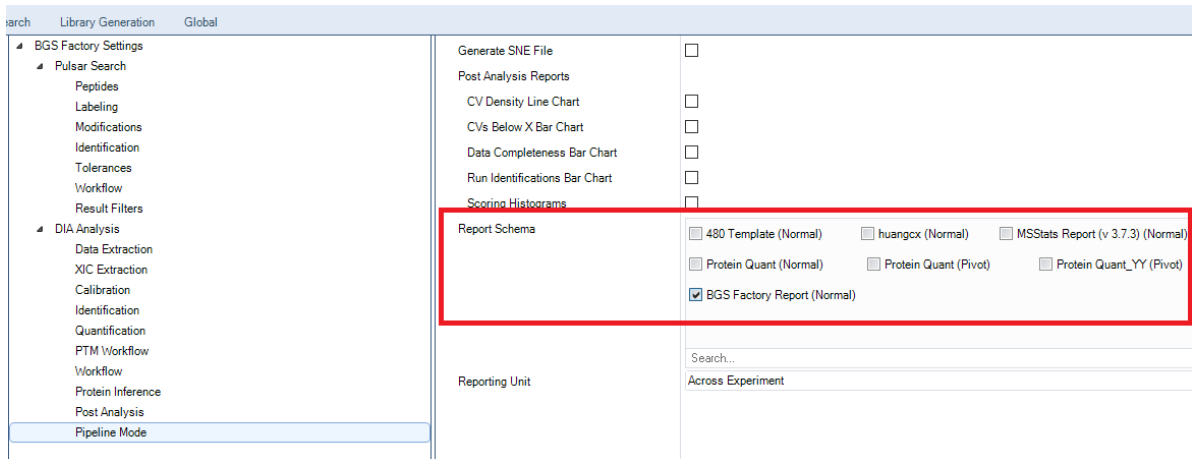 Library Generation Global
BGS Factory Settings
Pulsar Search
Peptides
Labeling
Modifications
Identification
Tolerances
Workflow
Result Filters
DIA Analysis
Data Extraction
XIC Extraction
Calibration
Identification
Quantification
PTM Workflow
Workflow
Protein Inference
Post Analysis
Pipeline Mode
Generate SNE File
Post Analysis Reports
CV Density Line Chart
CVs Below X Bar Chart
Data Completeness Bar Chart
Run Identifications Bar Chart
Scoring Histograms
Report Schema
480 Template (Normal) huangcx (Normal) MSStats Report (v 3.7.3) (Normal)
Protein Quant (Normal) Protein Quant (Pivot) Protein Quant_YY (Pivot)
BGS Factory Report (Normal)
Search...
Reporting Unit Across Experiment